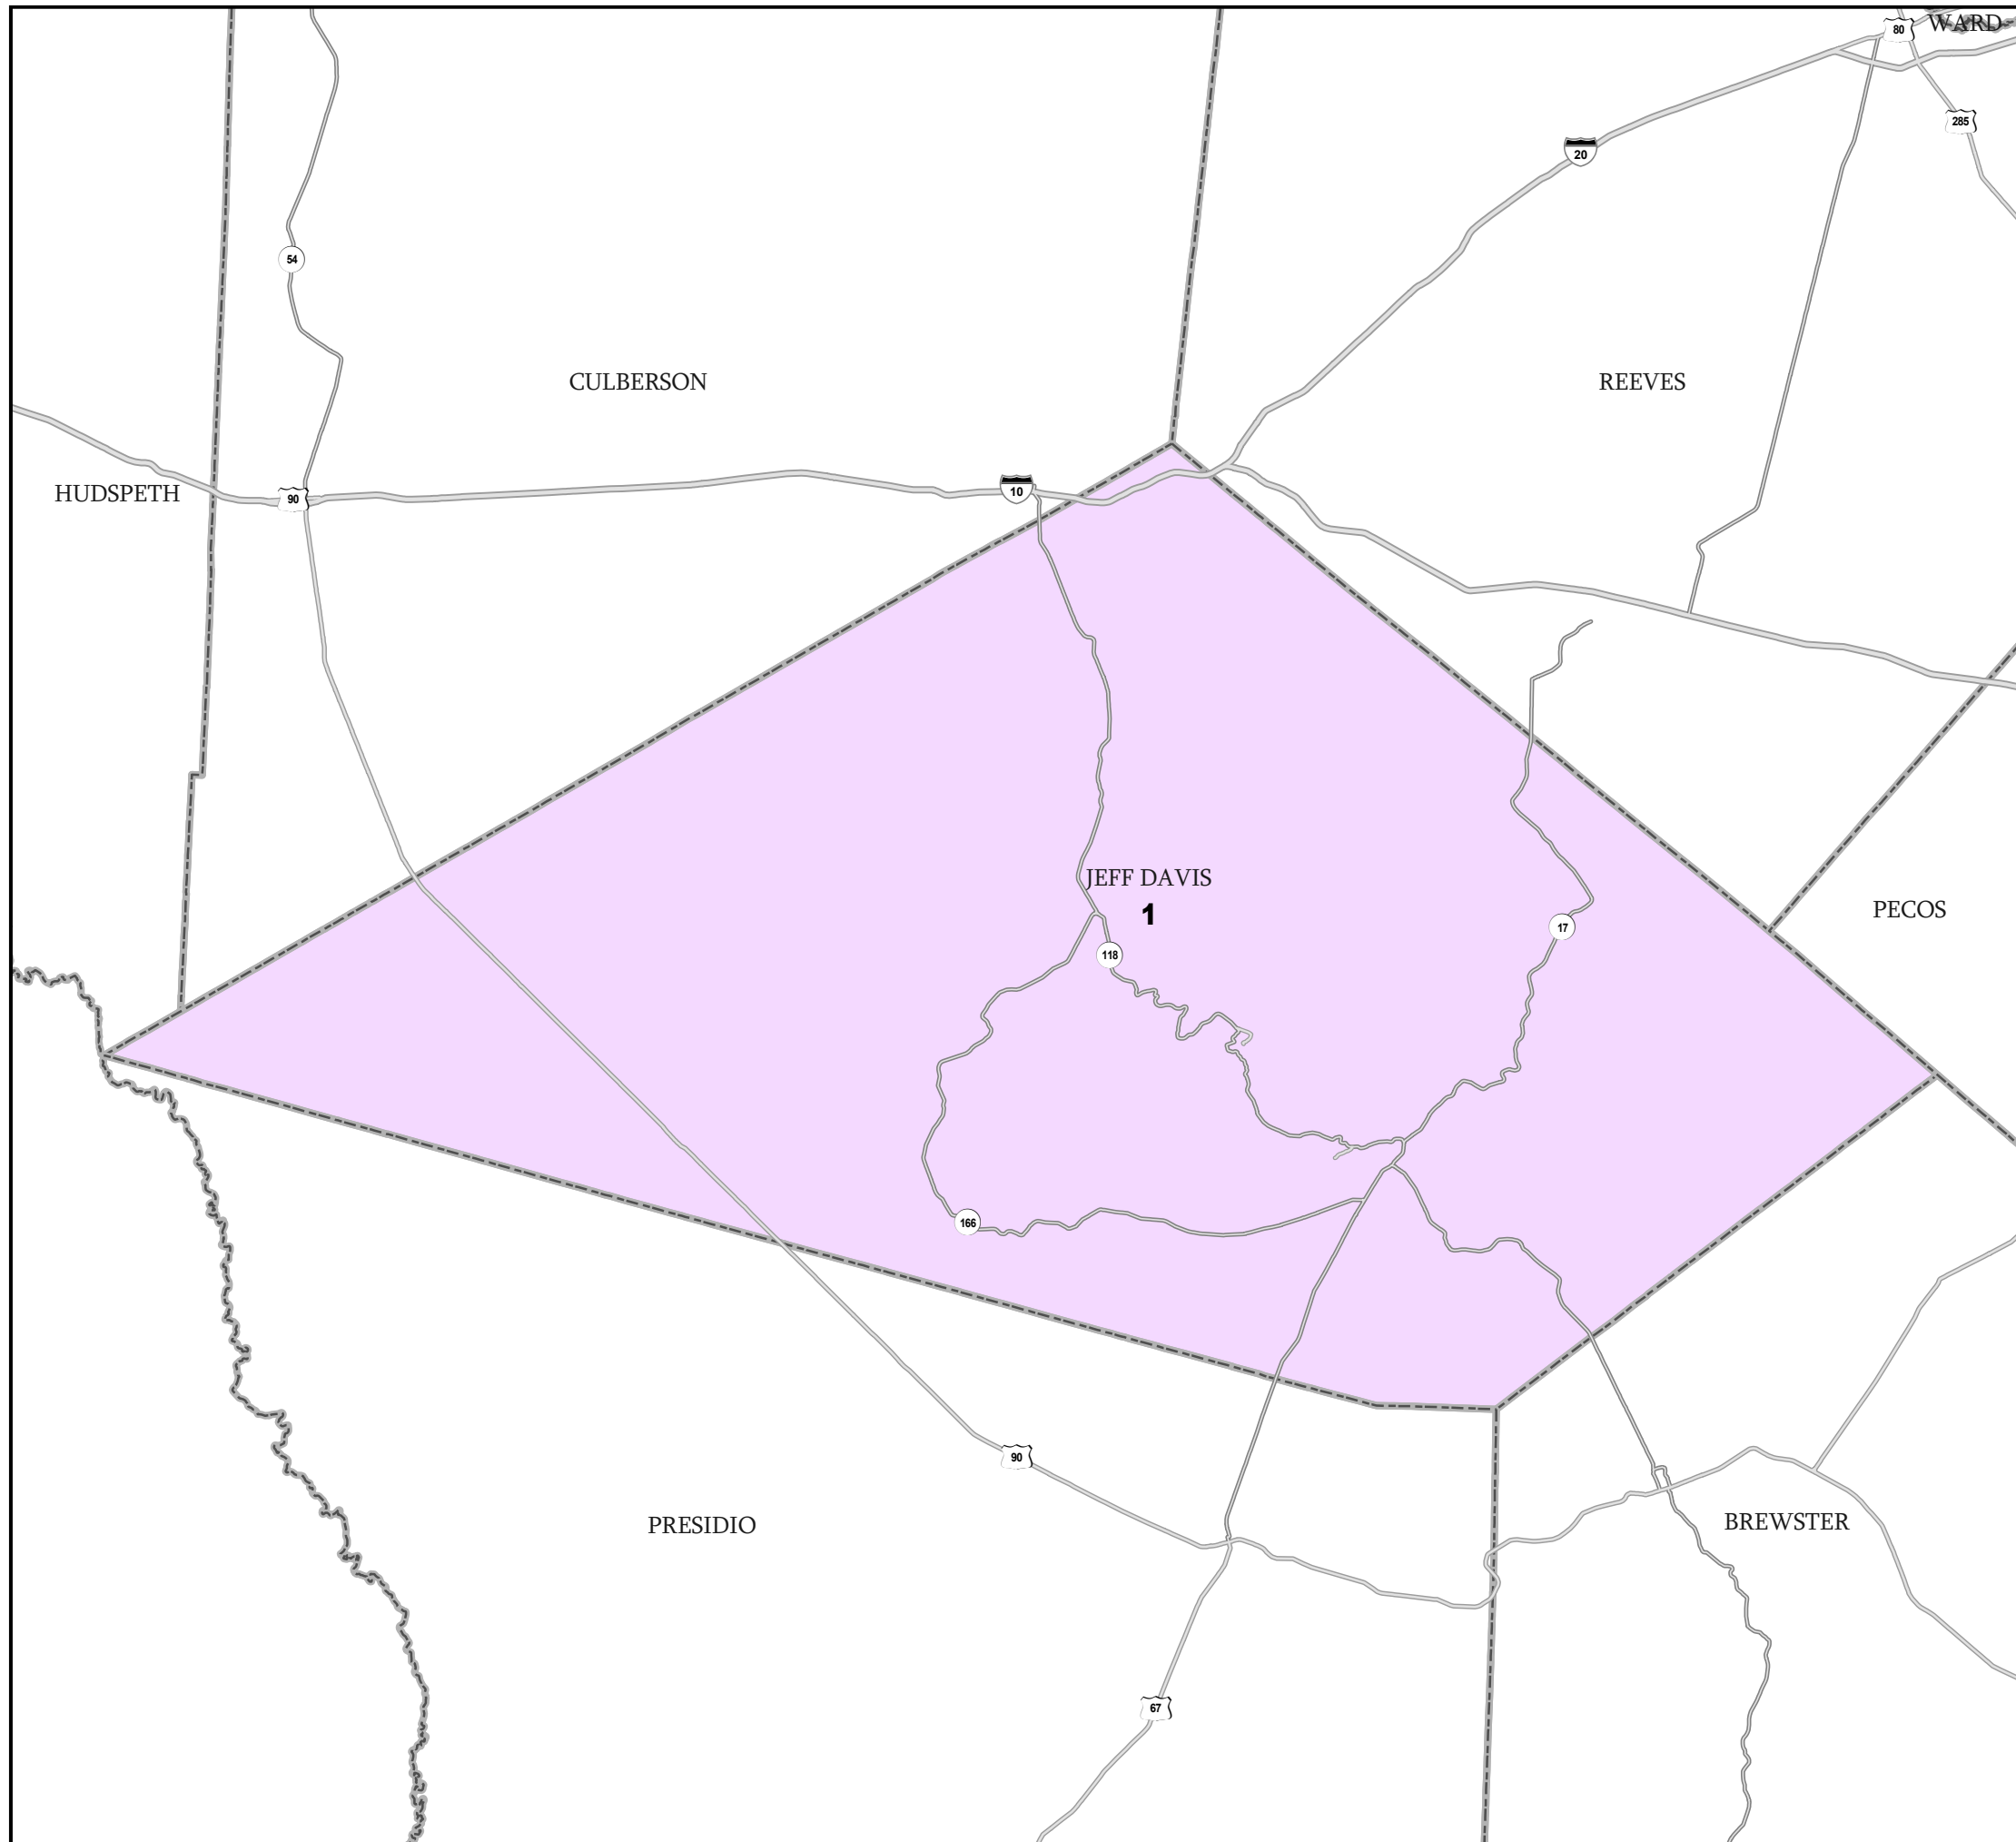 WARD
80
285
20
54
CULBERSON
REEVES
HUDSPETH
90
10
JEFF DAVIS
1
PECOS
17
118
166
90
PRESIDIO
BREWSTER
67